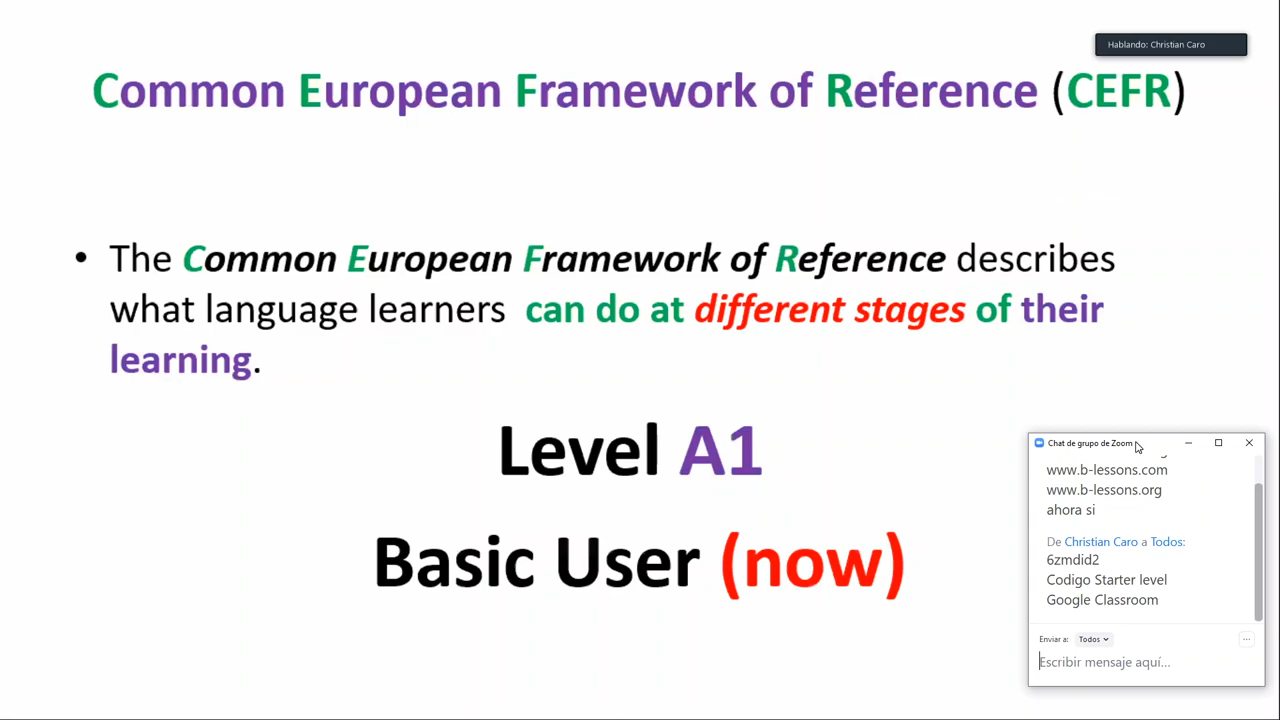 Hablando: Christian Caro
Common European Framework of Reference (CEFR)
• The Common European Framework of Reference describes
what language learners can do at different stages of their
learning.
Level A1
Basic User (now)
Chat de grupo de Zoom
www.b-lessons.com
www.b-lessons.org
ahora si
De Christian Caro a Todos:
6zmdid2
Codigo Starter level
Google Classroom
Enviar a: Todos
Escribir mensaje aquí...